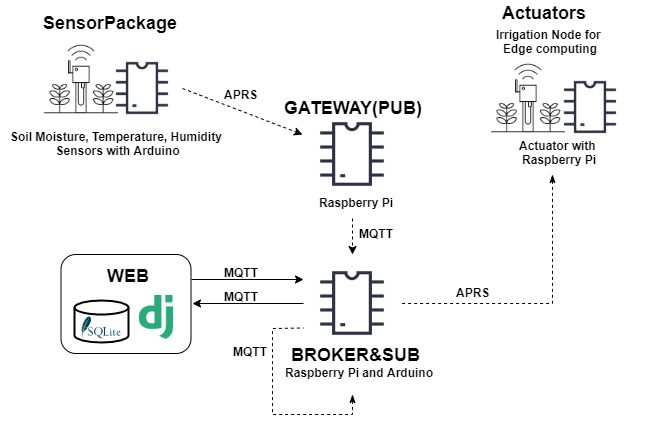 SensorPackage
Soil Moisture, Temperature, Humidity
Sensors with Arduino
APRS
GATEWAY(PUB)
Raspberry Pi
MQTT
Actuators
Irrigation Node for
Edge computing
Actuator with
Raspberry Pi
WEB
SQLite
dj
MQTT
MQTT
APRS
MQTT
BROKER&SUB
Raspberry Pi and Arduino